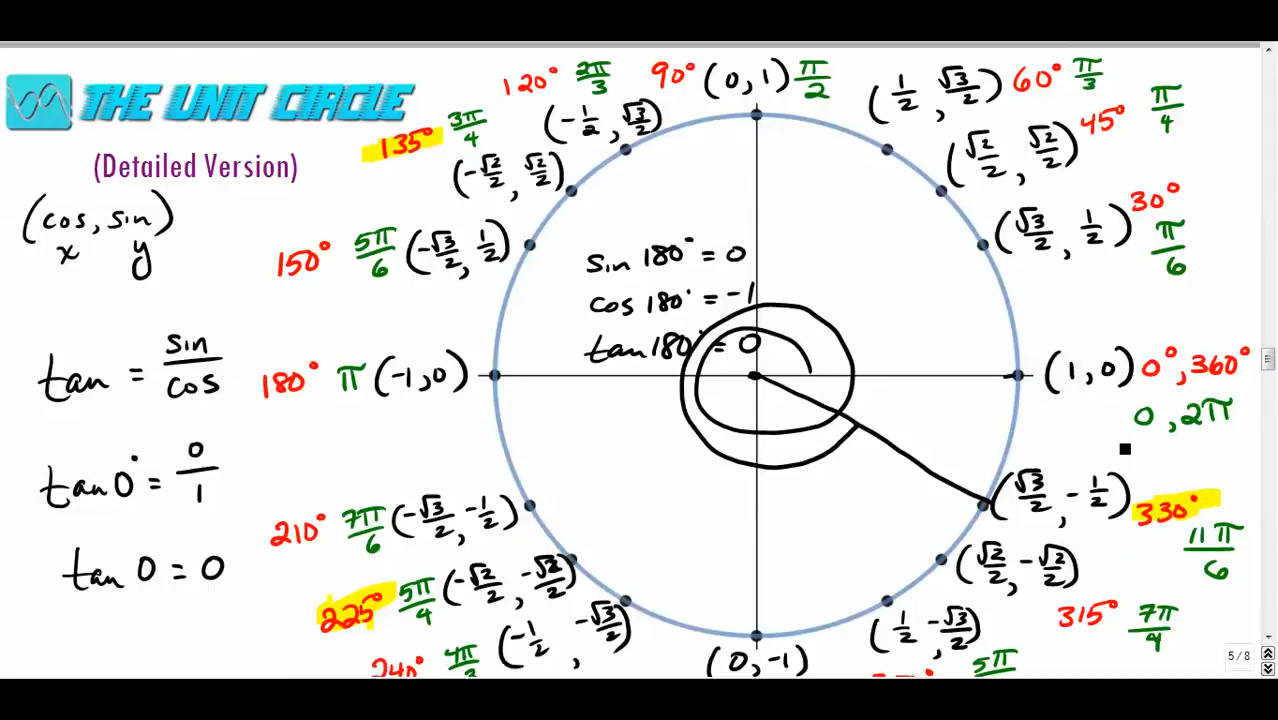 THE UNIT CIRCLE
(Detailed Version)
(cos, sin)
x y
tan = sin/cos
tan 0° = 0/1
tan 0 = 0
90° (0, 1) π/2
120° 2π/3
(-1/2, √3/2)
135° 3π/4
(-√2/2, √2/2)
150° 5π/6 (-√3/2, 1/2)
180° π (-1, 0)
210° 7π/6 (-√3/2, -1/2)
225° 5π/4 (-√2/2, -√2/2)
240° 4π/3 (-1/2, -√3/2)
(0, -1)
sin 180° = 0
cos 180° = -1
tan 180° = 0
(1/2, √3/2) 60° π/3
(√2/2, √2/2) 45° π/4
(√3/2, 1/2) 30° π/6
(1, 0) 0°, 360°
0, 2π
(√3/2, -1/2) 330° 11π/6
(√2/2, -√2/2)
315° 7π/4
(1/2, -√3/2)
5π
5/8